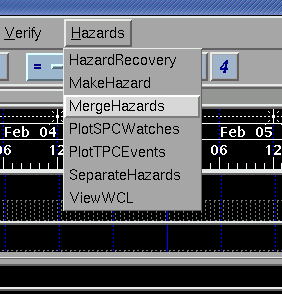 Verify Hazards
HazardRecovery
= 4
MakeHazard
MergeHazards
PlotSPCWatches
Feb 04 Feb 05
PlotTPCEvents
06 12 06 12
SeparateHazards
ViewWCL